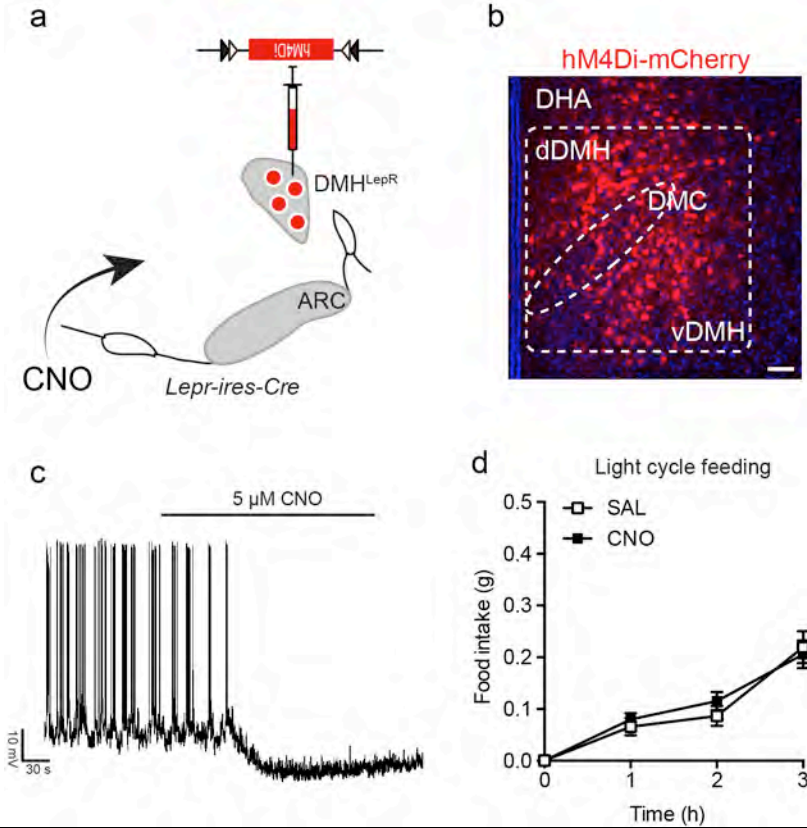 a
hM4Di
DMHLepR
ARC
CNO
Lepr-ires-Cre
b
hM4Di-mCherry
DHA
dDMH
DMC
vDMH
c
5 μM CNO
10 mV
30 s
d
Light cycle feeding
SAL
CNO
Food intake (g)
0.5
0.4
0.3
0.2
0.1
0.0
0 1 2 3
Time (h)